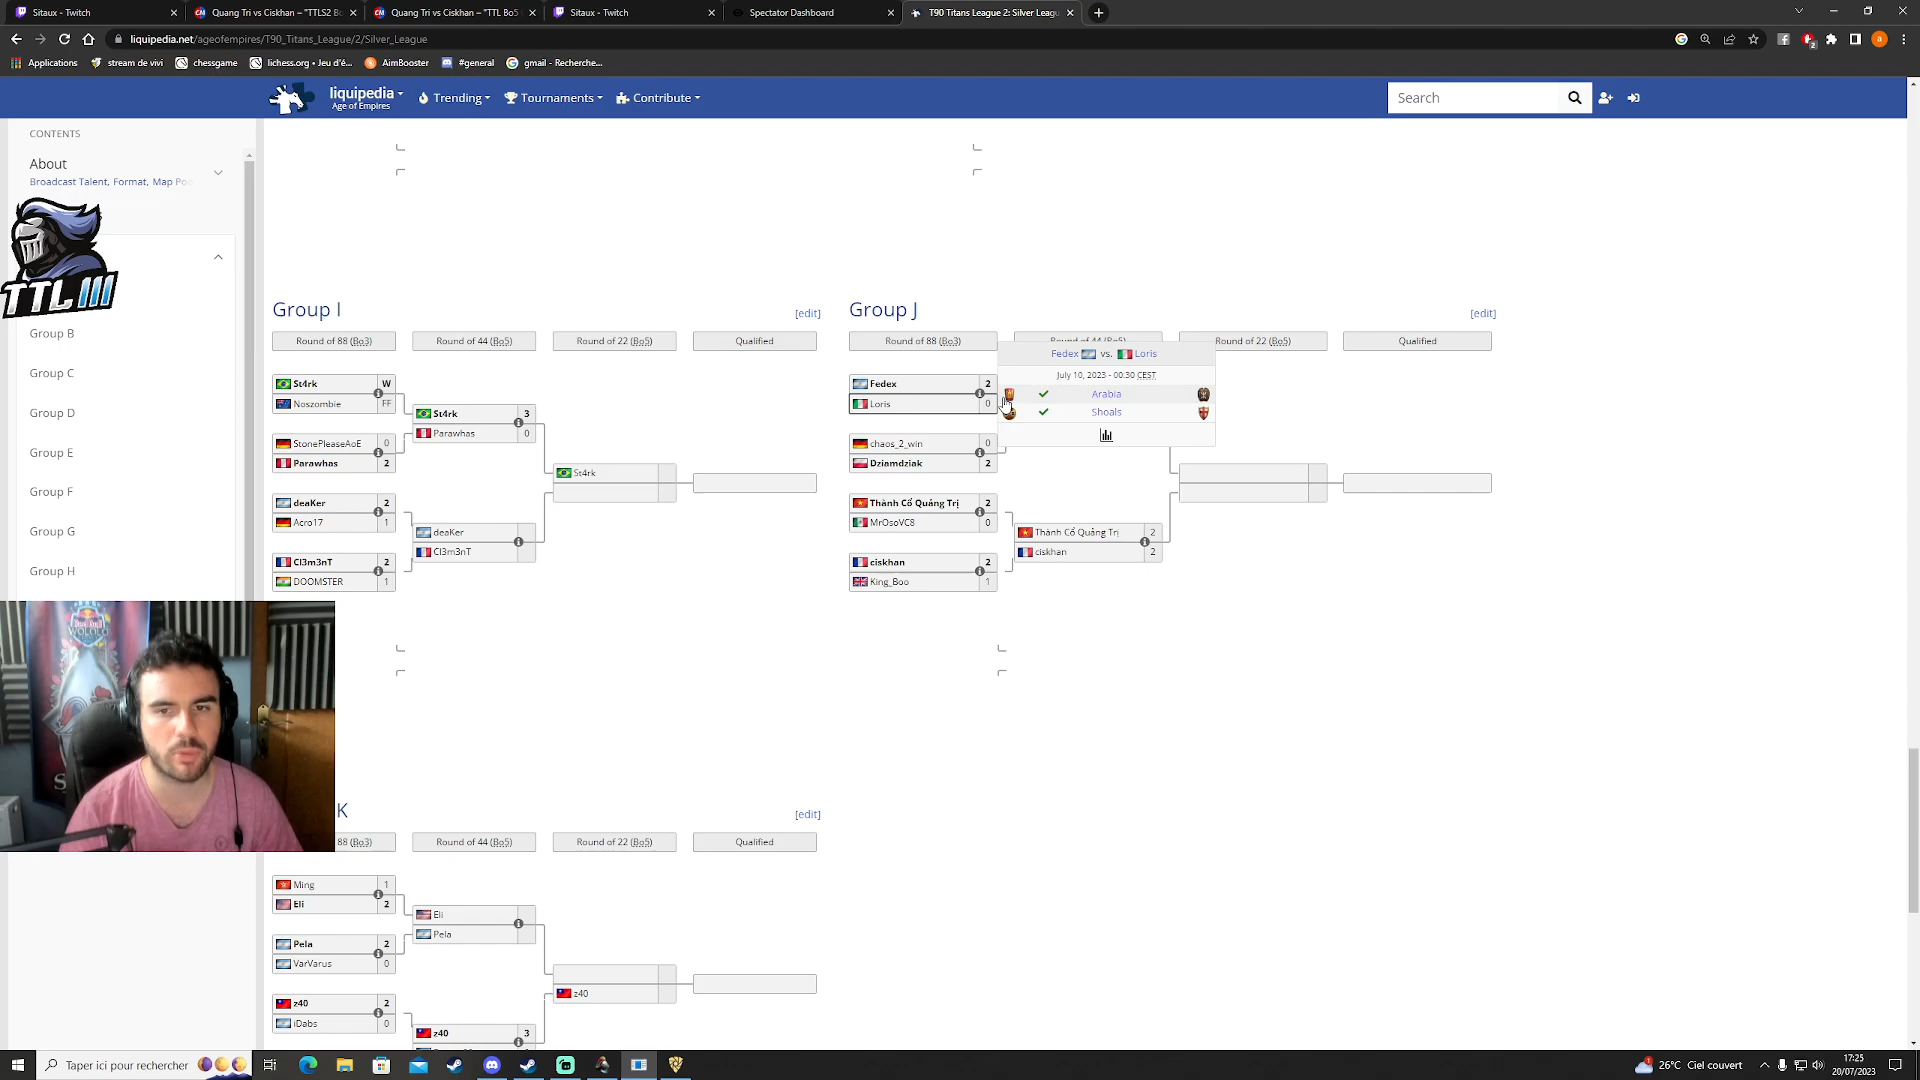 Sitaux - Twitch
Quang Tri vs Ciskhan – "TTLS2 Bo
Quang Tri vs Ciskhan – "TTL Bo5
Sitaux - Twitch
Spectator Dashboard
T90 Titans League 2: Silver Leagu
liquipedia.net/ageofempires/T90_Titans_League/2/Silver_League
Applications
stream de vivi
chessgame
lichess.org • Jeu d'é...
AimBooster
#general
gmail - Recherche...
liquipedia
Age of Empires
Trending
Tournaments
Contribute
Search
CONTENTS
About
Broadcast Talent, Format, Map Po
TTL III
Group B
Group C
Group D
Group E
Group F
Group G
Group H
Group I
[edit]
Round of 88 (Bo3)
Round of 44 (Bo5)
Round of 22 (Bo5)
Qualified
St4rk W
Noszombie FF
StonePleaseAoE 0
Parawhas 2
deaKer 2
Acro17 1
Cl3m3nT 2
DOOMSTER 1
St4rk 3
Parawhas 0
deaKer
Cl3m3nT
St4rk
Group J
[edit]
Round of 88 (Bo3)
Round of 44 (Bo5)
Round of 22 (Bo5)
Qualified
Fedex 2
Loris 0
chaos_2_win 0
Dziamdziak 2
Thành Cổ Quảng Trị 2
MrOsoVC8 0
ciskhan 2
King_Boo 1
Fedex vs. Loris
July 10, 2023 - 00:30 CEST
Arabia
Shoals
Thành Cổ Quảng Trị 2
ciskhan 2
K
[edit]
88 (Bo3)
Round of 44 (Bo5)
Round of 22 (Bo5)
Qualified
Ming 1
Eli 2
Pela 2
VarVarus 0
z40 2
iDabs 0
Eli
Pela
z40 3
z40
Red Bull
WOLOLO
Taper ici pour rechercher
26°C Ciel couvert
17:25
20/07/2023